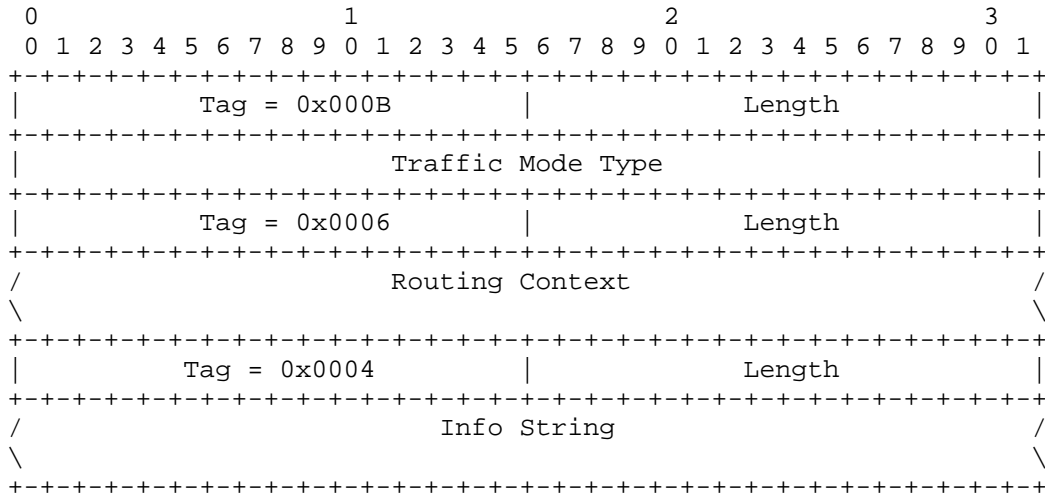 0                   1                   2                   3
 0 1 2 3 4 5 6 7 8 9 0 1 2 3 4 5 6 7 8 9 0 1 2 3 4 5 6 7 8 9 0 1
+-+-+-+-+-+-+-+-+-+-+-+-+-+-+-+-+-+-+-+-+-+-+-+-+-+-+-+-+-+-+-+-+
|           Tag = 0x000B        |             Length            |
+-+-+-+-+-+-+-+-+-+-+-+-+-+-+-+-+-+-+-+-+-+-+-+-+-+-+-+-+-+-+-+-+
|                       Traffic Mode Type                       |
+-+-+-+-+-+-+-+-+-+-+-+-+-+-+-+-+-+-+-+-+-+-+-+-+-+-+-+-+-+-+-+-+
|           Tag = 0x0006        |             Length            |
+-+-+-+-+-+-+-+-+-+-+-+-+-+-+-+-+-+-+-+-+-+-+-+-+-+-+-+-+-+-+-+-+
/                       Routing Context                         /
\                                                               \
+-+-+-+-+-+-+-+-+-+-+-+-+-+-+-+-+-+-+-+-+-+-+-+-+-+-+-+-+-+-+-+-+
|          Tag = 0x0004         |             Length            |
+-+-+-+-+-+-+-+-+-+-+-+-+-+-+-+-+-+-+-+-+-+-+-+-+-+-+-+-+-+-+-+-+
/                          Info String                          /
\                                                               \
+-+-+-+-+-+-+-+-+-+-+-+-+-+-+-+-+-+-+-+-+-+-+-+-+-+-+-+-+-+-+-+-+